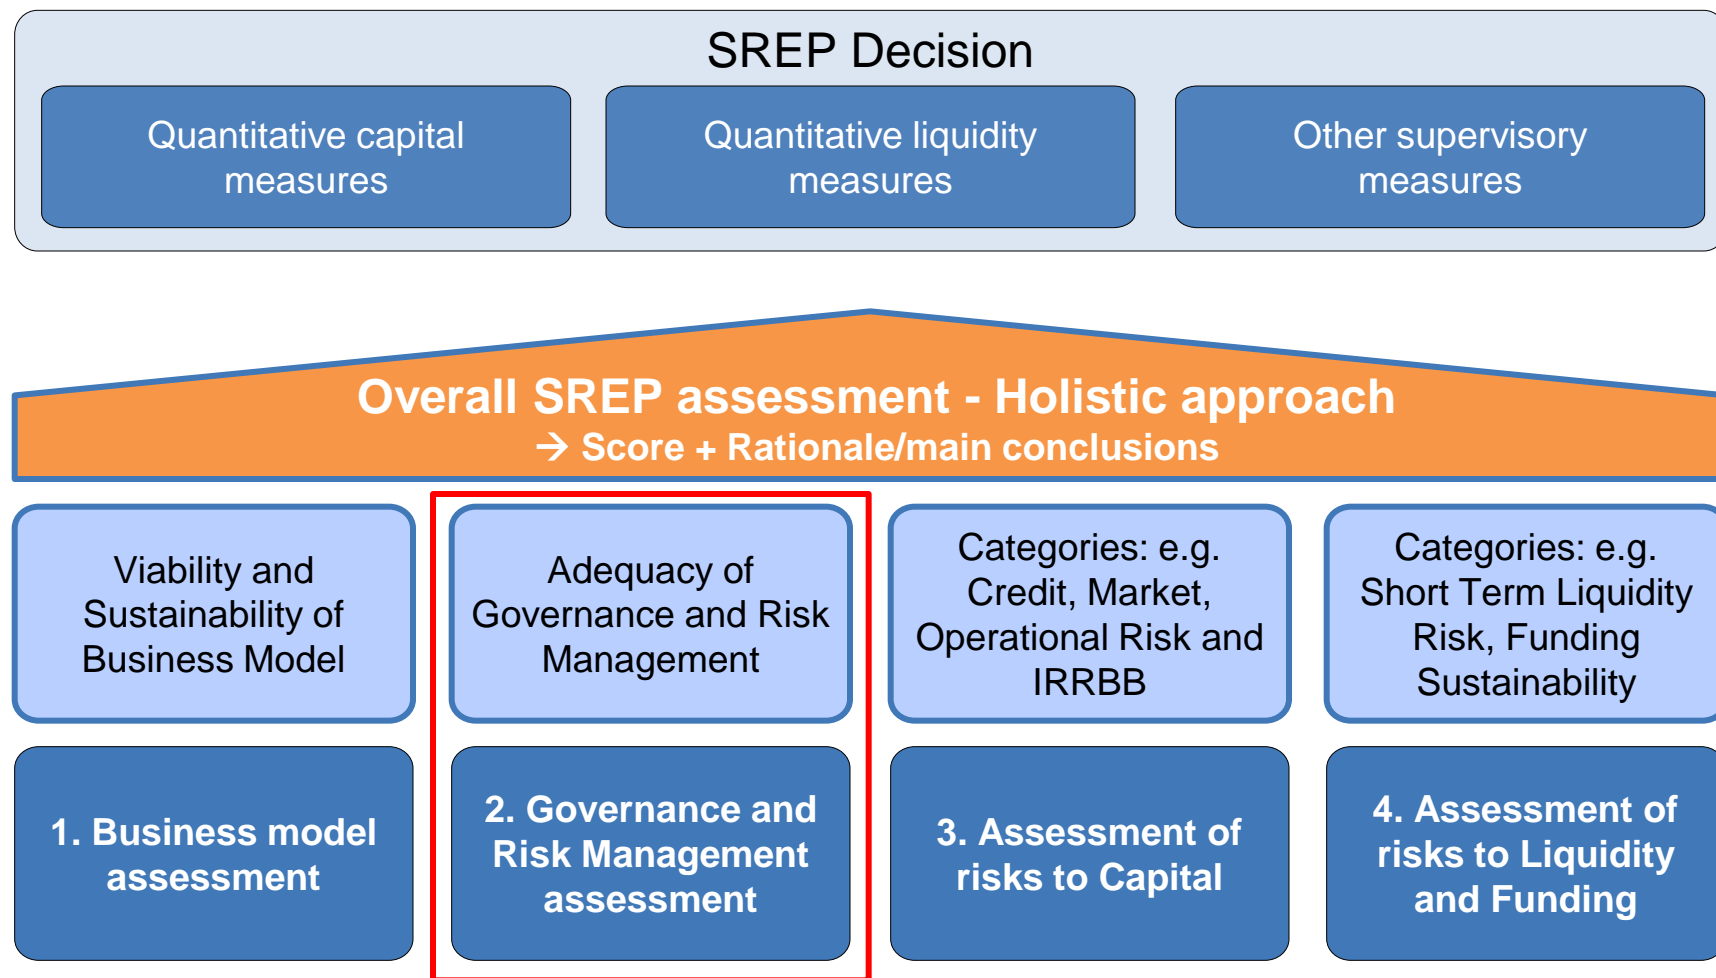 SREP Decision
Quantitative capital
measures
Quantitative liquidity
measures
Other supervisory
measures
Overall SREP assessment - Holistic approach
→ Score + Rationale/main conclusions
Viability and
Sustainability of
Business Model
Adequacy of
Governance and Risk
Management
Categories: e.g.
Credit, Market,
Operational Risk and
IRRBB
Categories: e.g.
Short Term Liquidity
Risk, Funding
Sustainability
1. Business model
assessment
2. Governance and
Risk Management
assessment
3. Assessment of
risks to Capital
4. Assessment of
risks to Liquidity
and Funding